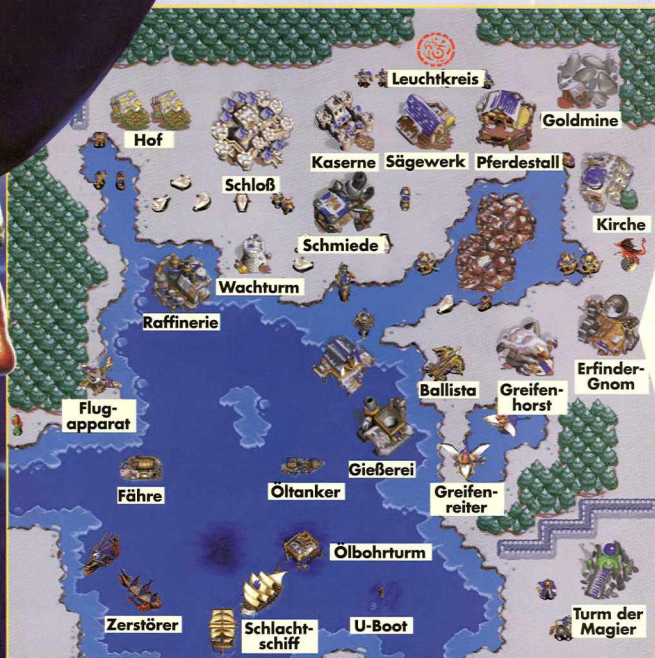 Leuchtkreis
Goldmine
Hof
Kaserne
Sägewerk
Pferdestall
Schloß
Kirche
Schmiede
Wachturm
Raffinerie
Erfinder-
Gnom
Ballista
Greifen-
horst
Flug-
apparat
Gießerei
Fähre
Öltanker
Greifen-
reiter
Ölbohrturm
Zerstörer
Schlacht-
schiff
U-Boot
Turm der
Magier